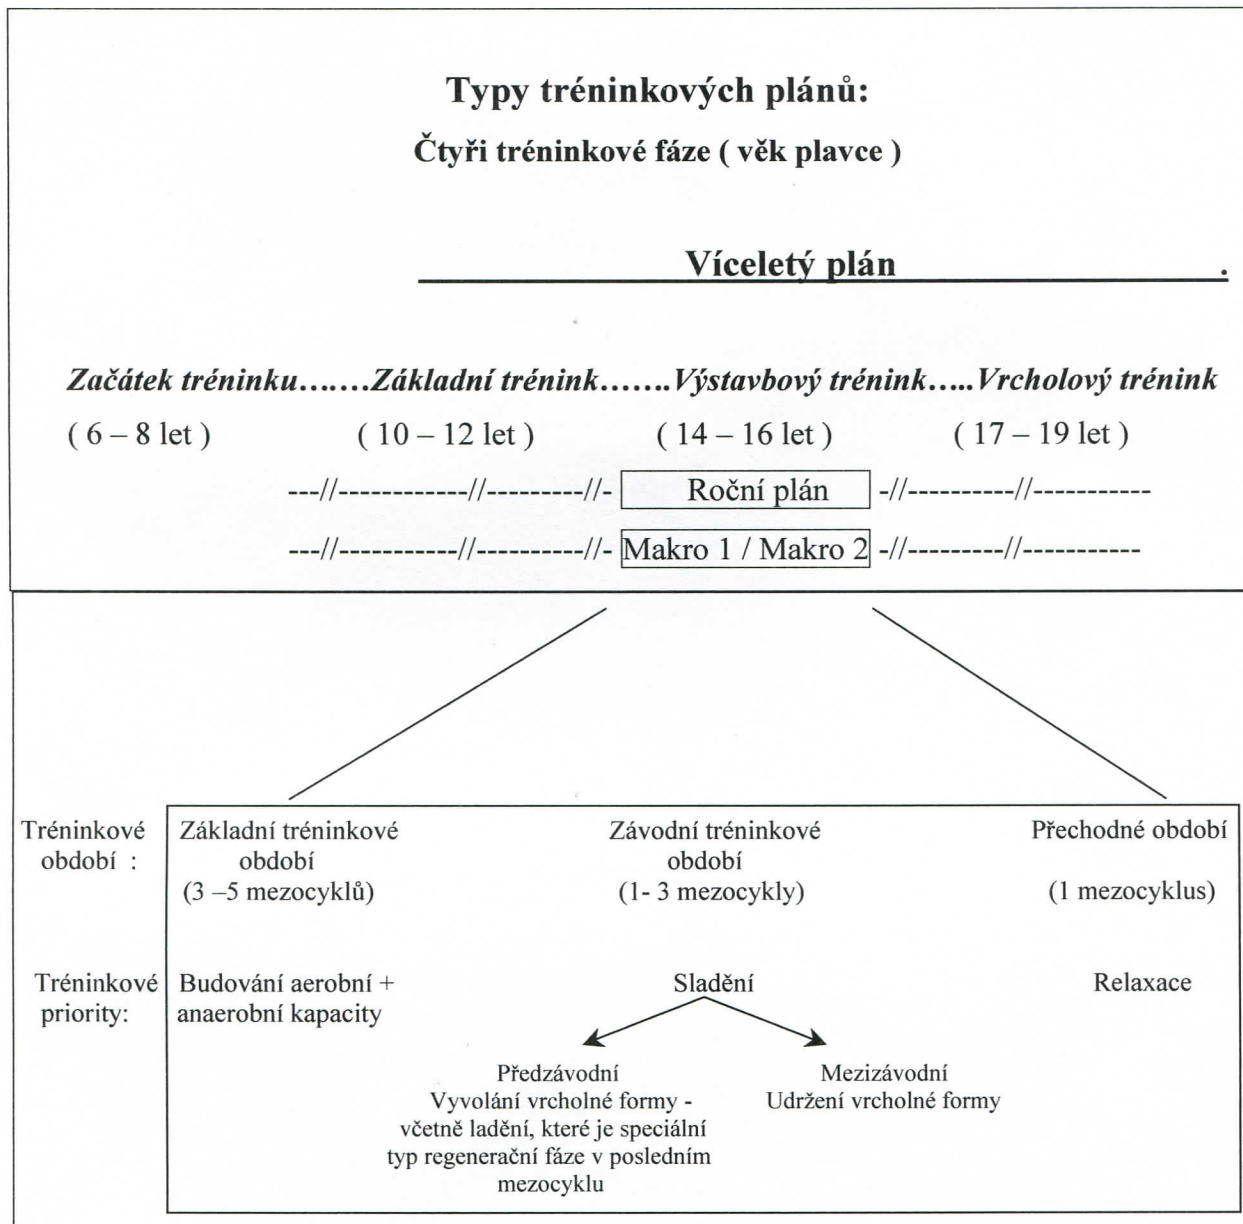 Typy tréninkových plánů:
Čtyři tréninkové fáze ( věk plavce )
Víceletý plán .
Začátek tréninku.......Základní trénink.......Výstavbový trénink.....Vrcholový trénink
( 6 – 8 let ) ( 10 – 12 let ) ( 14 – 16 let ) ( 17 – 19 let )
---//------------//---------//- Roční plán -//----------//-----------
---//-----------//----------//- Makro 1 / Makro 2 -//---------//-----------
Tréninkové Základní tréninkové Závodní tréninkové Přechodné období
období : období období
(3 –5 mezocyklů) (1- 3 mezocykly) (1 mezocyklus)
Tréninkové Budování aerobní + Sladění Relaxace
priority: anaerobní kapacity
Předzávodní Mezizávodní
Vyvolání vrcholné formy - Udržení vrcholné formy
včetně ladění, které je speciální
typ regenerační fáze v posledním
mezocyklu